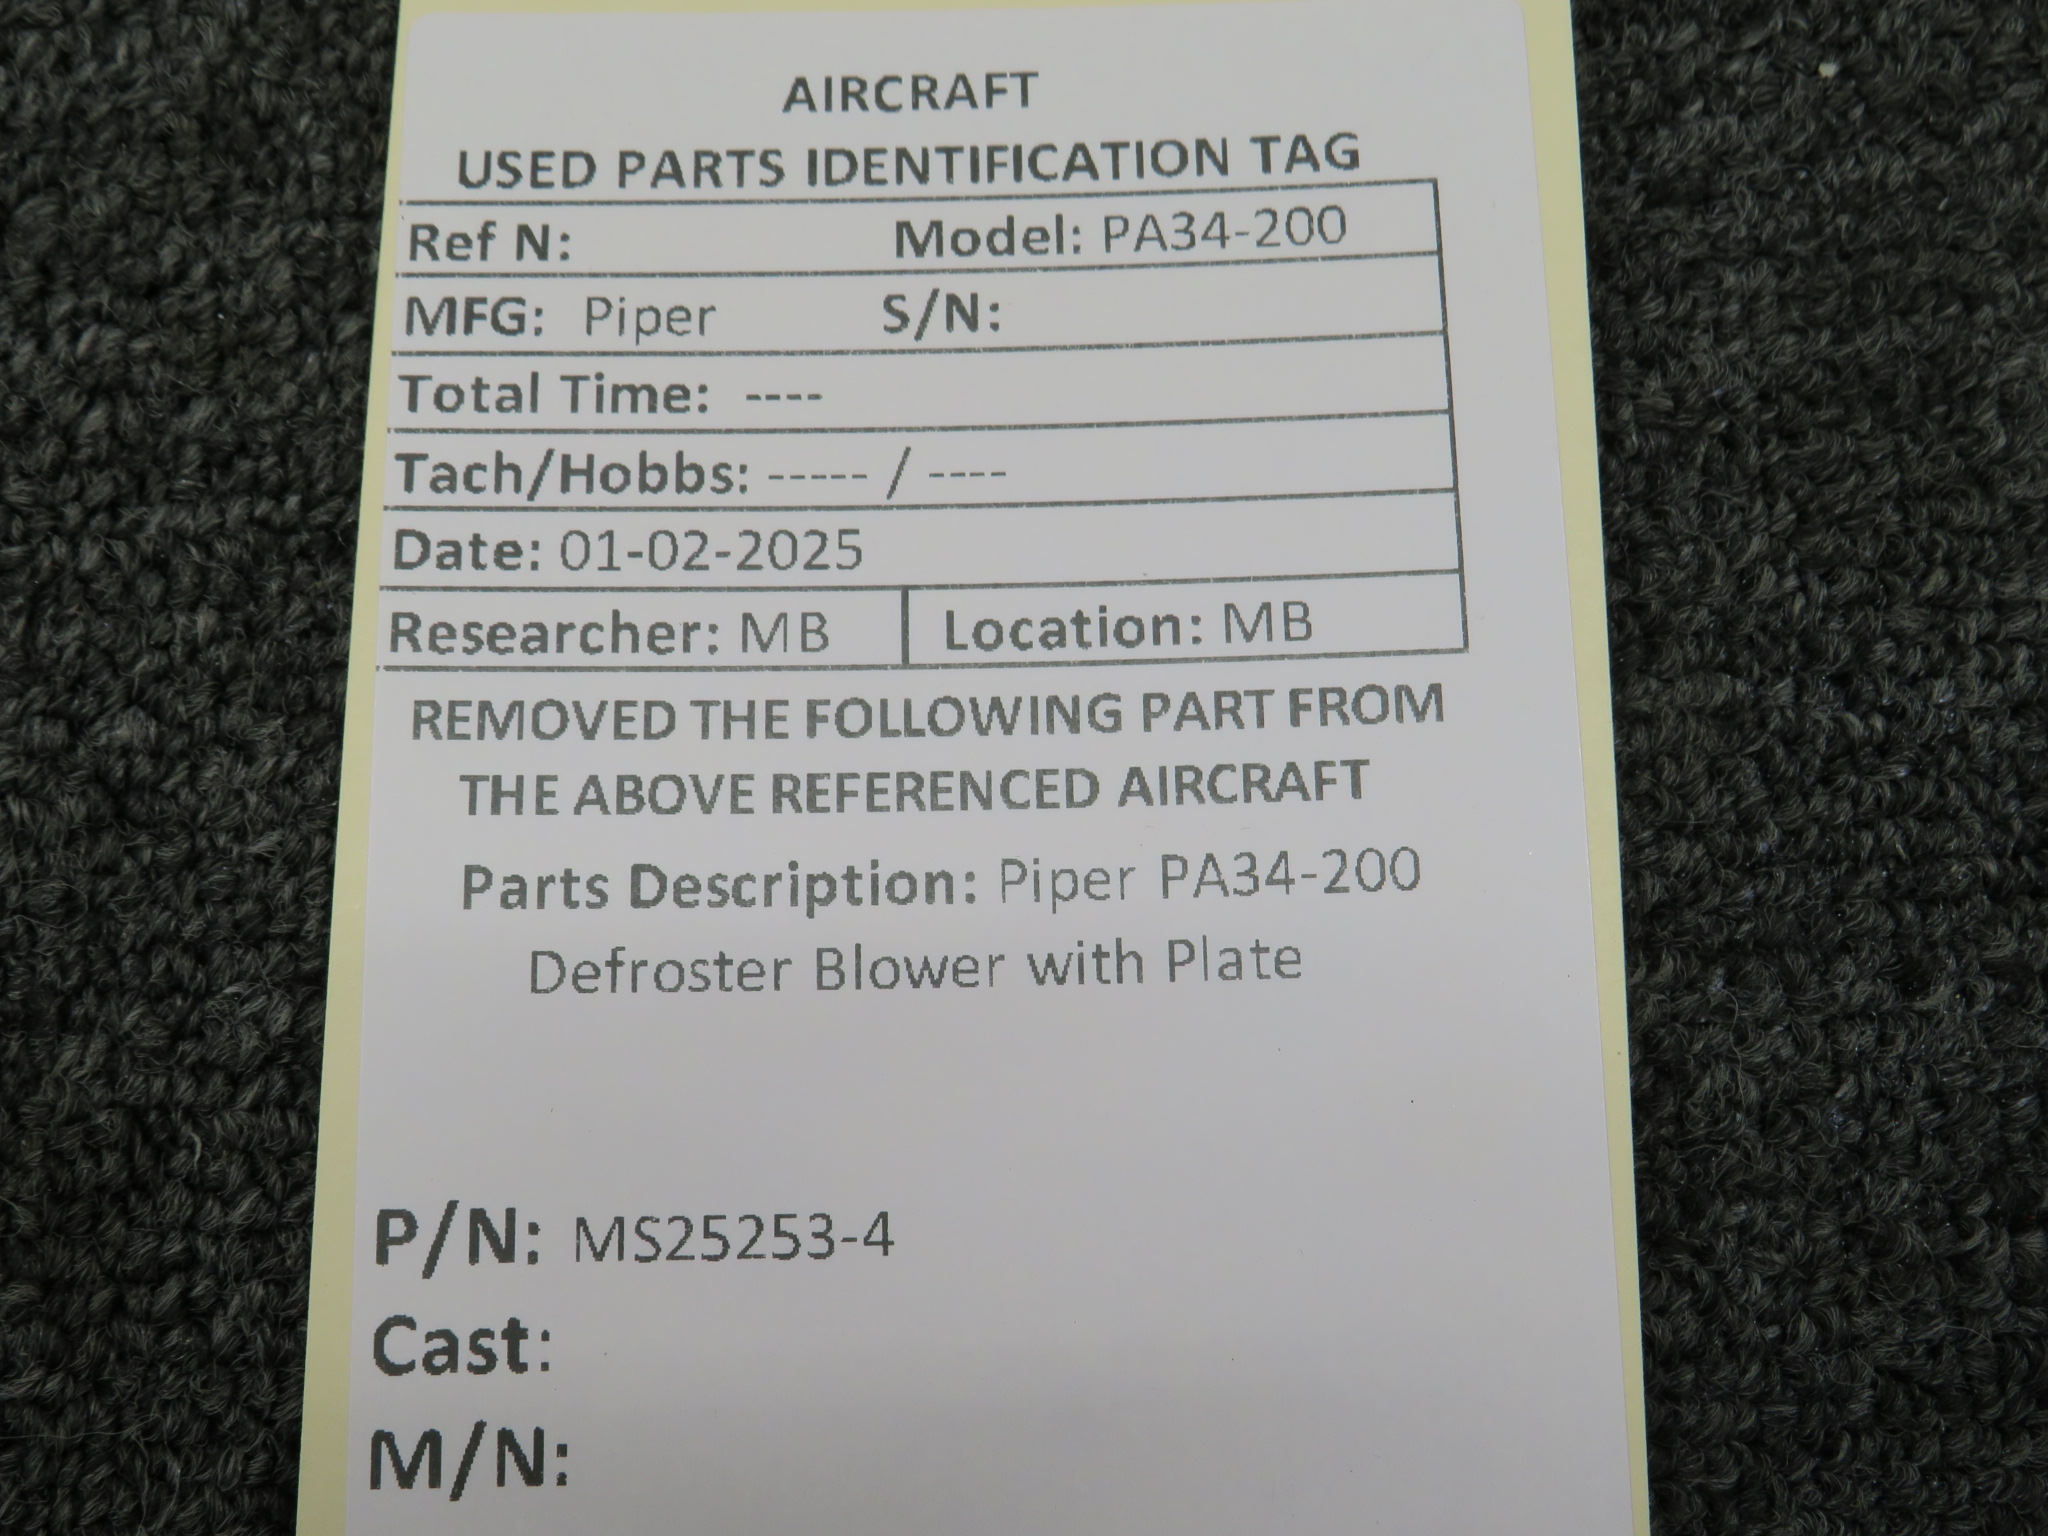 AIRCRAFT
USED PARTS IDENTIFICATION TAG
Ref N: Model: PA34-200
MFG: Piper S/N:
Total Time: ----
Tach/Hobbs: ----- / ----
Date: 01-02-2025
Researcher: MB Location: MB
REMOVED THE FOLLOWING PART FROM
THE ABOVE REFERENCED AIRCRAFT
Parts Description: Piper PA34-200
Defroster Blower with Plate
P/N: MS25253-4
Cast:
M/N: